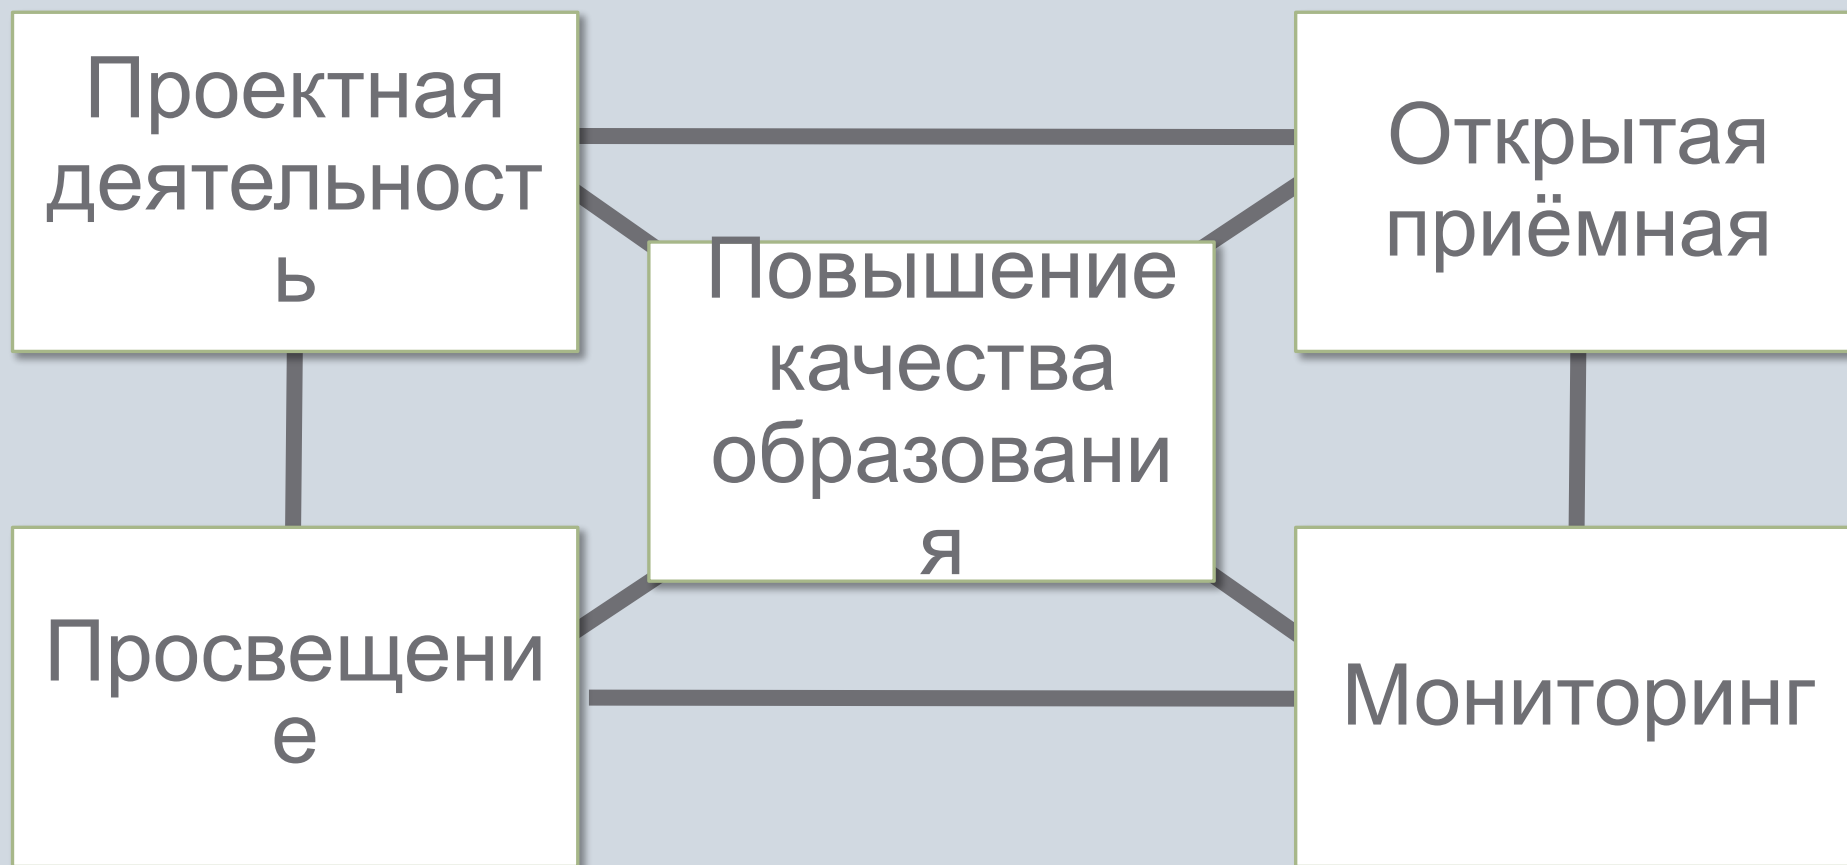 Проектная
деятельност
ь
Открытая
приёмная
Повышение
качества
образовани
я
Просвещени
е
Мониторинг